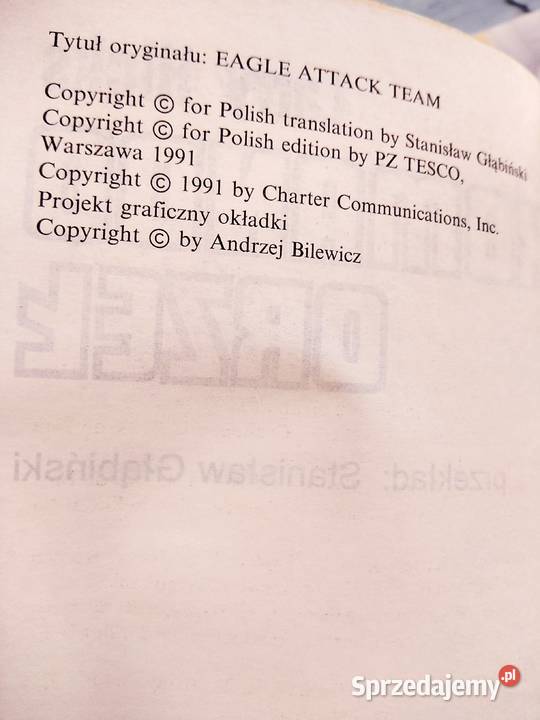 Tytuł oryginału: EAGLE ATTACK TEAM
Copyright © for Polish translation by Stanisław Głąbiński
Copyright © for Polish edition by PZ TESCO,
Warszawa 1991
Copyright © 1991 by Charter Communications, Inc.
Projekt graficzny okładki
Copyright © by Andrzej Bilewicz
ORZEŁ
przekład: Stanisław Głąbiński
Sprzedajemy.pl